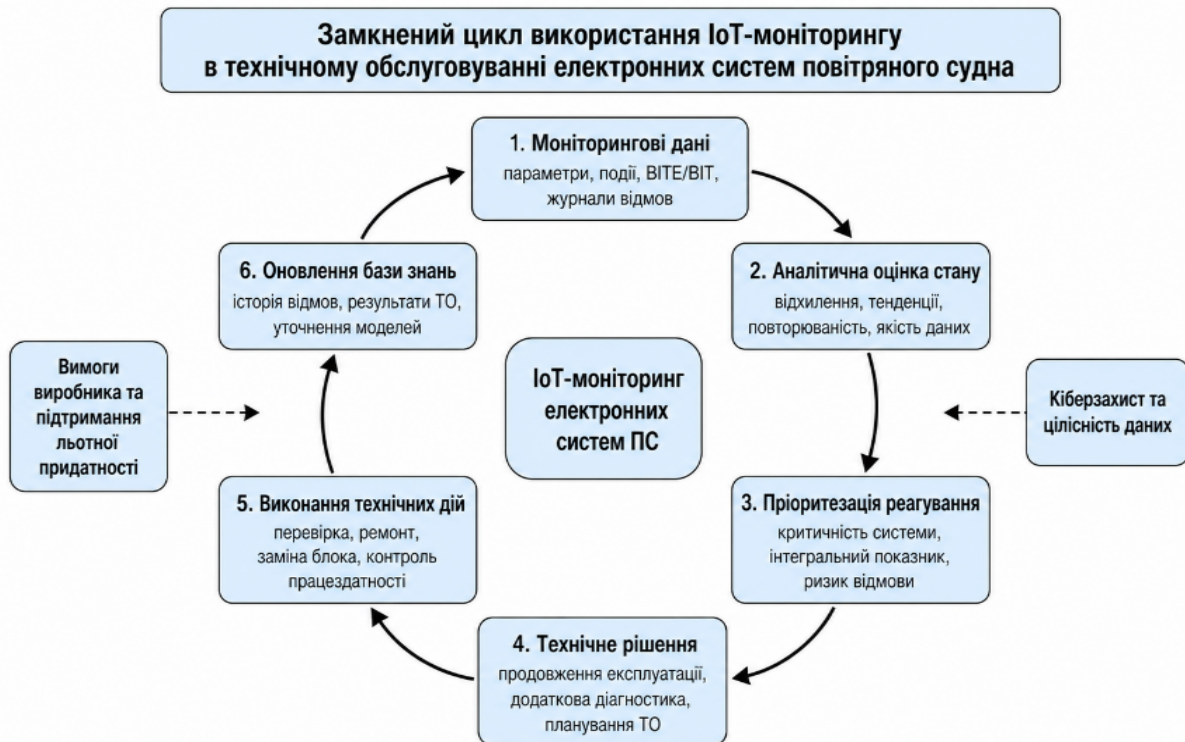 Замкнений цикл використання IoT-моніторингу
в технічному обслуговуванні електронних систем повітряного судна
1. Моніторингові дані
параметри, події, BITE/BIT,
журнали відмов
6. Оновлення бази знань
історія відмов, результати ТО,
уточнення моделей
2. Аналітична оцінка стану
відхилення, тенденції,
повторюваність, якість даних
Вимоги
виробника та
підтримання
льотної
придатності
IoT-моніторинг
електронних
систем ПС
Кіберзахист та
цілісність даних
5. Виконання технічних дій
перевірка, ремонт,
заміна блока, контроль
працездатності
3. Пріоритезація реагування
критичність системи,
інтегральний показник,
ризик відмови
4. Технічне рішення
продовження експлуатації,
додаткова діагностика,
планування ТО